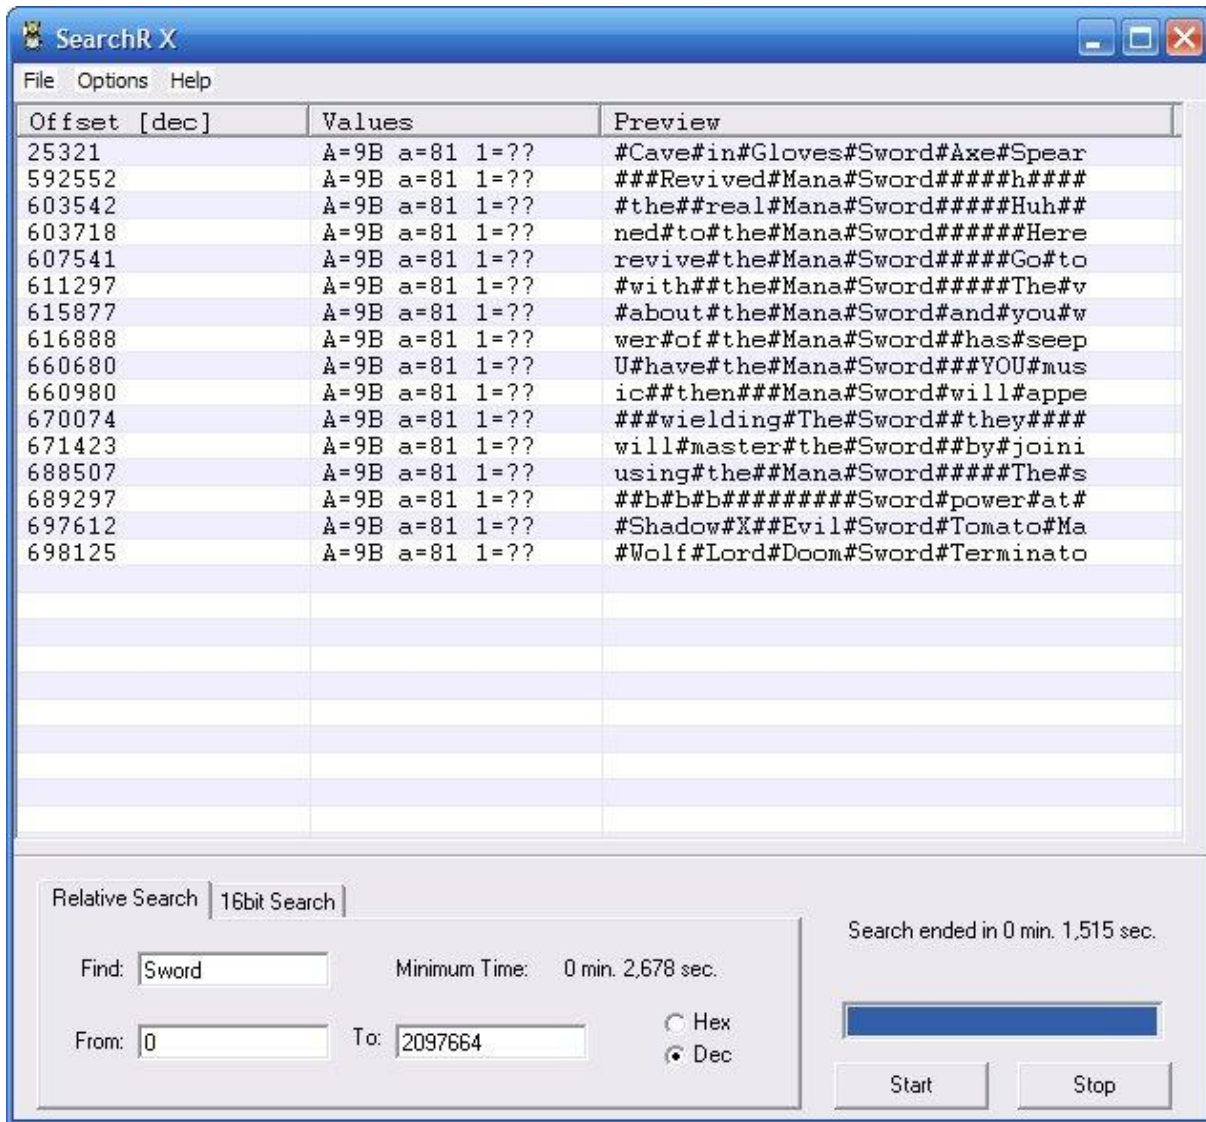 SearchR X
File Options Help
Offset [dec] Values Preview
25321 A=9B a=81 1=?? #Cave#in#Gloves#Sword#Axe#Spear
592552 A=9B a=81 1=?? ###Revived#Mana#Sword#####h####
603542 A=9B a=81 1=?? #the##real#Mana#Sword#####Huh##
603718 A=9B a=81 1=?? ned#to#the#Mana#Sword######Here
607541 A=9B a=81 1=?? revive#the#Mana#Sword#####Go#to
611297 A=9B a=81 1=?? #with##the#Mana#Sword#####The#v
615877 A=9B a=81 1=?? #about#the#Mana#Sword#and#you#w
616888 A=9B a=81 1=?? wer#of#the#Mana#Sword##has#seep
660680 A=9B a=81 1=?? U#have#the#Mana#Sword###YOU#mus
660980 A=9B a=81 1=?? ic##then###Mana#Sword#will#appe
670074 A=9B a=81 1=?? ###wielding#The#Sword##they####
671423 A=9B a=81 1=?? will#master#the#Sword##by#joini
688507 A=9B a=81 1=?? using#the##Mana#Sword#####The#s
689297 A=9B a=81 1=?? ##b#b#b#########Sword#power#at#
697612 A=9B a=81 1=?? #Shadow#X##Evil#Sword#Tomato#Ma
698125 A=9B a=81 1=?? #Wolf#Lord#Doom#Sword#Terminato
Relative Search 16bit Search
Search ended in 0 min. 1,515 sec.
Find: Sword Minimum Time: 0 min. 2,678 sec.
From: 0 To: 2097664 Hex
Dec
Start Stop